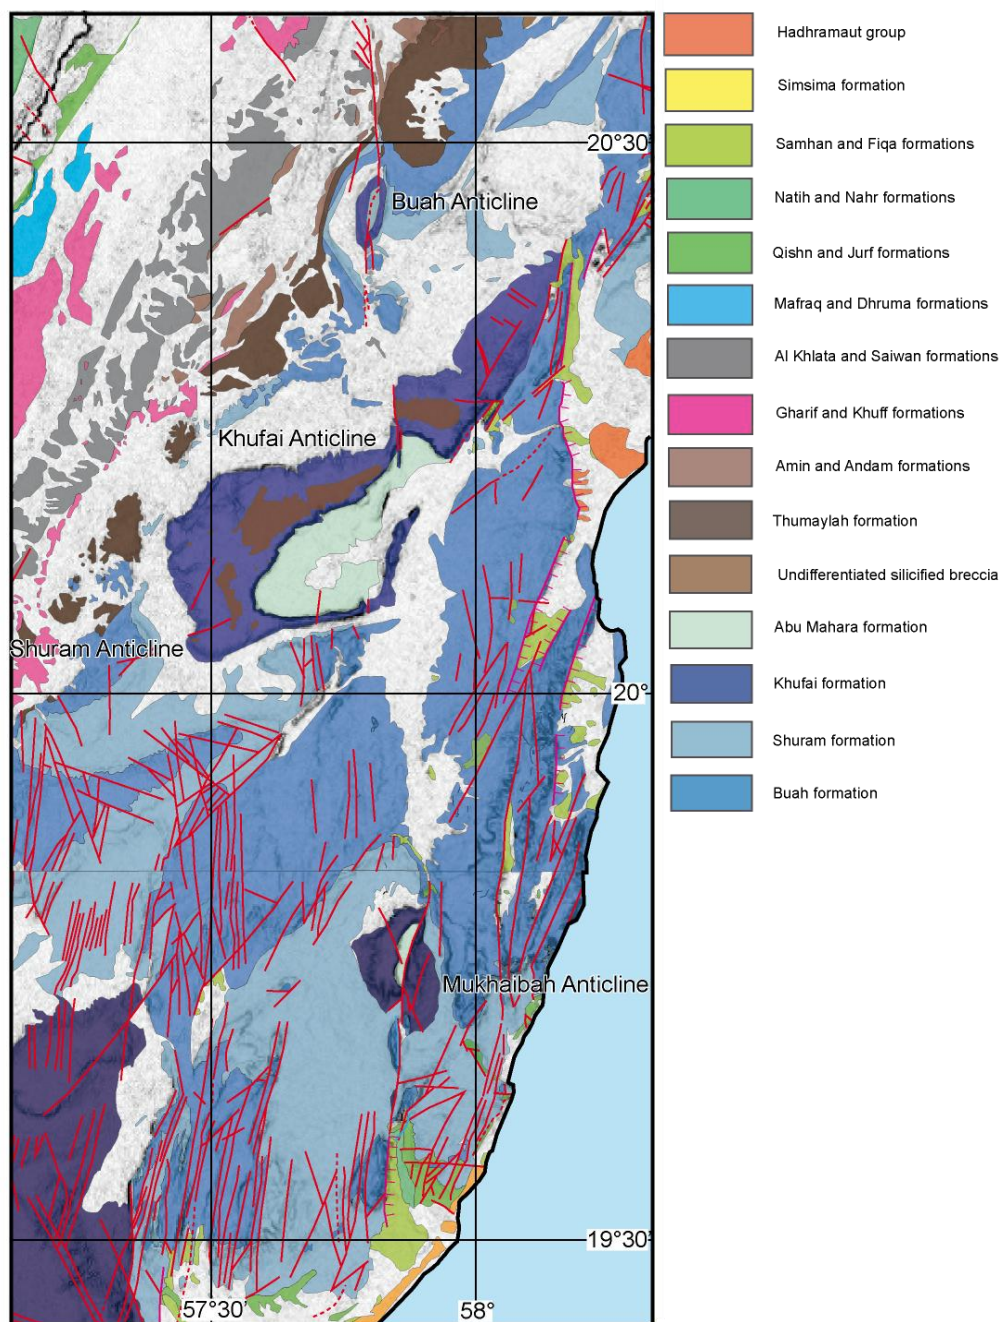 Hadhramaut group
Simsima formation
Samhan and Fiqa formations
20°30
Natih and Nahr formations
Buah Anticline
Qishn and Jurf formations
Mafraq and Dhruma formations
Al Khlata and Saiwan formations
Gharif and Khuff formations
Khufai Anticline
Amin and Andam formations
Thumaylah formation
Undifferentiated silicified breccia
Abu Mahara formation
Shuram Anticline
Khufai formation
20°
Shuram formation
Buah formation
Mukhaibah Anticline
19°30
57°30'
58°